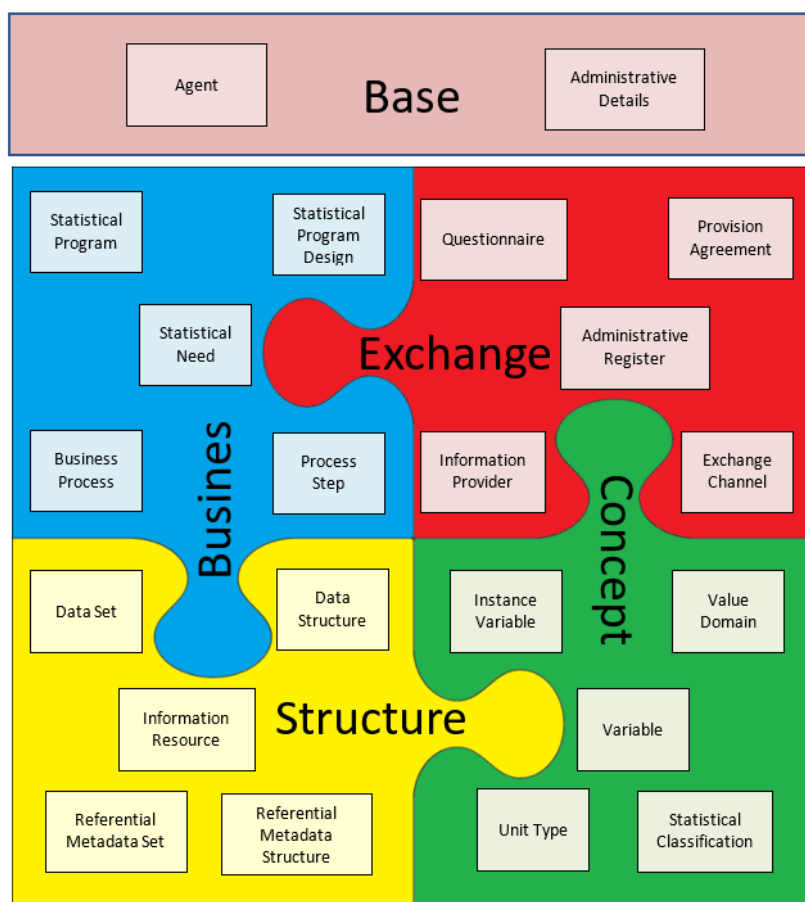 Agent
Base
Administrative
Details
Statistical
Program
Statistical
Program
Design
Statistical
Need
Business
Process
Process
Step
Busines
Questionnaire
Provision
Agreement
Exchange
Administrative
Register
Information
Provider
Exchange
Channel
Data Set
Data
Structure
Information
Resource
Structure
Referential
Metadata Set
Referential
Metadata
Structure
Concept
Instance
Variable
Value
Domain
Variable
Unit Type
Statistical
Classification